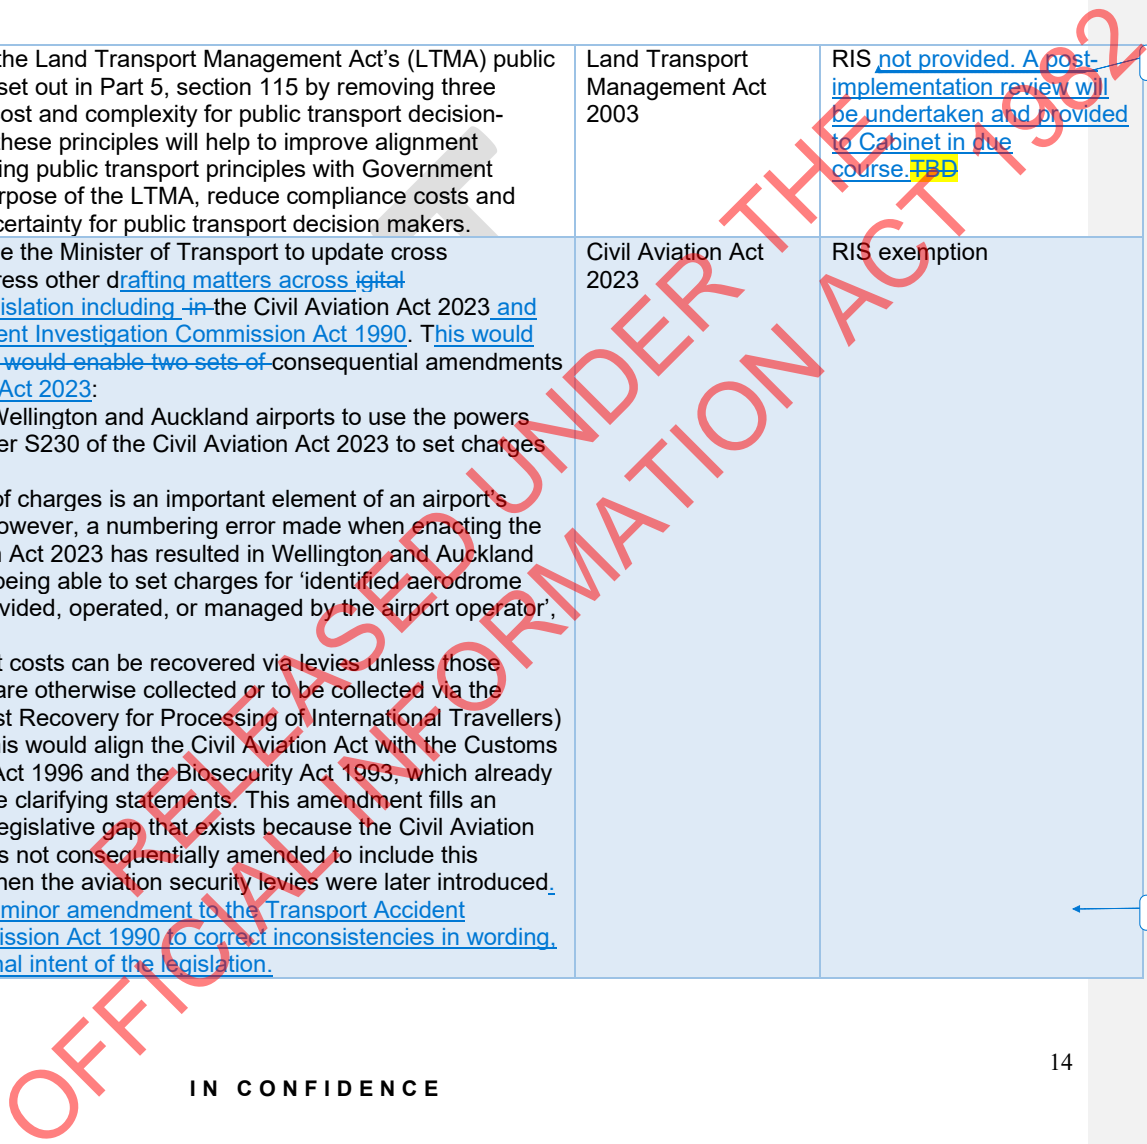 the Land Transport Management Act’s (LTMA) public
set out in Part 5, section 115 by removing three
ost and complexity for public transport decision-
these principles will help to improve alignment
ing public transport principles with Government
rpose of the LTMA, reduce compliance costs and
certainty for public transport decision makers.
Land Transport
Management Act
2003
RIS not provided. A post-
implementation review will
be undertaken and provided
to Cabinet in due
course.TBD
e the Minister of Transport to update cross
ress other drafting matters across igital
islation including in the Civil Aviation Act 2023 and
ent Investigation Commission Act 1990. This would
would enable two sets of consequential amendments
Act 2023:
Wellington and Auckland airports to use the powers
er S230 of the Civil Aviation Act 2023 to set charges
of charges is an important element of an airport’s
owever, a numbering error made when enacting the
n Act 2023 has resulted in Wellington and Auckland
being able to set charges for ‘identified aerodrome
vided, operated, or managed by the airport operator’,
t costs can be recovered via levies unless those
are otherwise collected or to be collected via the
st Recovery for Processing of International Travellers)
his would align the Civil Aviation Act with the Customs
Act 1996 and the Biosecurity Act 1993, which already
e clarifying statements. This amendment fills an
egislative gap that exists because the Civil Aviation
s not consequentially amended to include this
hen the aviation security levies were later introduced.
minor amendment to the Transport Accident
ission Act 1990 to correct inconsistencies in wording,
nal intent of the legislation.
Civil Aviation Act
2023
RIS exemption
RELEASED UNDER THE
OFFICIAL INFORMATION ACT 1982
14
IN CONFIDENCE